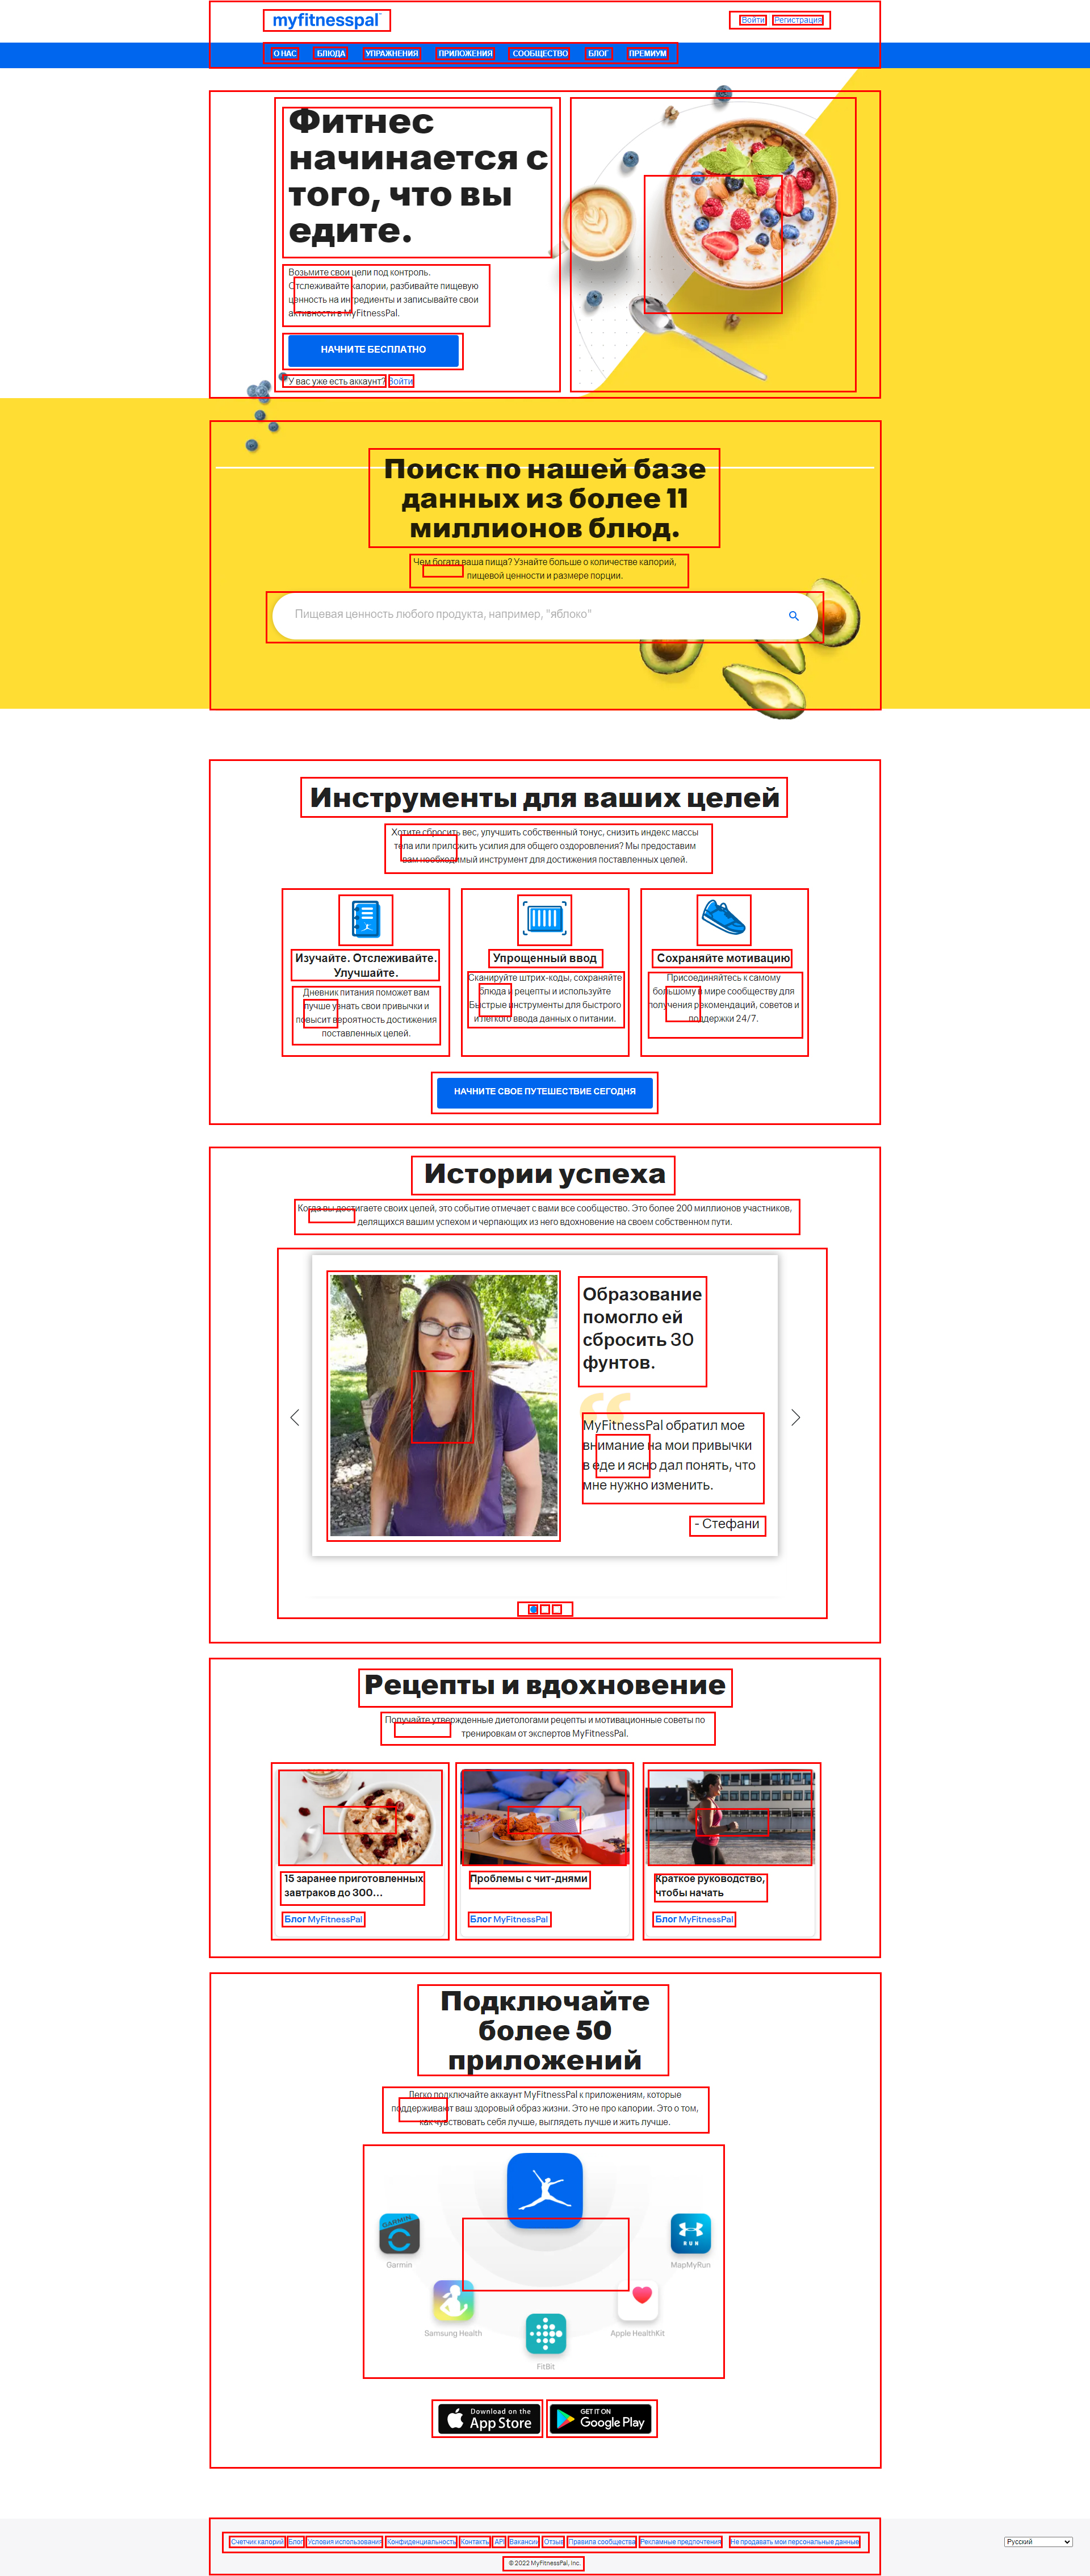 myfitnesspal
Войти Регистрация
О НАС БЛЮДА УПРАЖНЕНИЯ ПРИЛОЖЕНИЯ СООБЩЕСТВО БЛОГ ПРЕМИУМ
Фитнес
начинается с
того, что вы
едите.
Возьмите свои цели под контроль.
Отслеживайте калории, разбивайте пищевую
ценность на ингредиенты и записывайте свои
активности в MyFitnessPal.
НАЧНИТЕ БЕСПЛАТНО
У вас уже есть аккаунт? Войти
Поиск по нашей базе
данных из более 11
миллионов блюд.
Чем богата ваша пища? Узнайте больше о количестве калорий,
пищевой ценности и размере порции.
Пищевая ценность любого продукта, например, "яблоко"
Инструменты для ваших целей
Хотите сбросить вес, улучшить собственный тонус, снизить индекс массы
тела или приложить усилия для общего оздоровления? Мы предоставим
вам необходимый инструмент для достижения поставленных целей.
Изучайте. Отслеживайте.
Улучшайте.
Дневник питания поможет вам
лучше узнать свои привычки и
повысит вероятность достижения
поставленных целей.
Упрощенный ввод
Сканируйте штрих-коды, сохраняйте
блюда и рецепты и используйте
Быстрые инструменты для быстрого
и легкого ввода данных о питании.
Сохраняйте мотивацию
Присоединяйтесь к самому
большому в мире сообществу для
получения рекомендаций, советов и
поддержки 24/7.
НАЧНИТЕ СВОЕ ПУТЕШЕСТВИЕ СЕГОДНЯ
Истории успеха
Когда вы достигаете своих целей, это событие отмечает с вами все сообщество. Это более 200 миллионов участников,
делящихся вашим успехом и черпающих из него вдохновение на своем собственном пути.
Образование
помогло ей
сбросить 30
фунтов.
“
MyFitnessPal обратил мое
внимание на мои привычки
в еде и ясно дал понять, что
мне нужно изменить.
- Стефани
Рецепты и вдохновение
Получайте утвержденные диетологами рецепты и мотивационные советы по
тренировкам от экспертов MyFitnessPal.
15 заранее приготовленных
завтраков до 300...
Блог MyFitnessPal
Проблемы с чит-днями
Блог MyFitnessPal
Краткое руководство,
чтобы начать
Блог MyFitnessPal
Подключайте
более 50
приложений
Легко подключайте аккаунт MyFitnessPal к приложениям, которые
поддерживают ваш здоровый образ жизни. Это не про калории. Это о том,
как чувствовать себя лучше, выглядеть лучше и жить лучше.
GARMIN
Garmin
RUN
MapMyRun
Samsung Health
Apple HealthKit
FitBit
Download on the
App Store
GET IT ON
Google Play
Счетчик калорий Блог Условия использования Конфиденциальность Контакты API Вакансии Отзыв Правила сообщества Рекламные предпочтения Не продавать мои персональные данные
Русский
© 2022 MyFitnessPal, Inc.